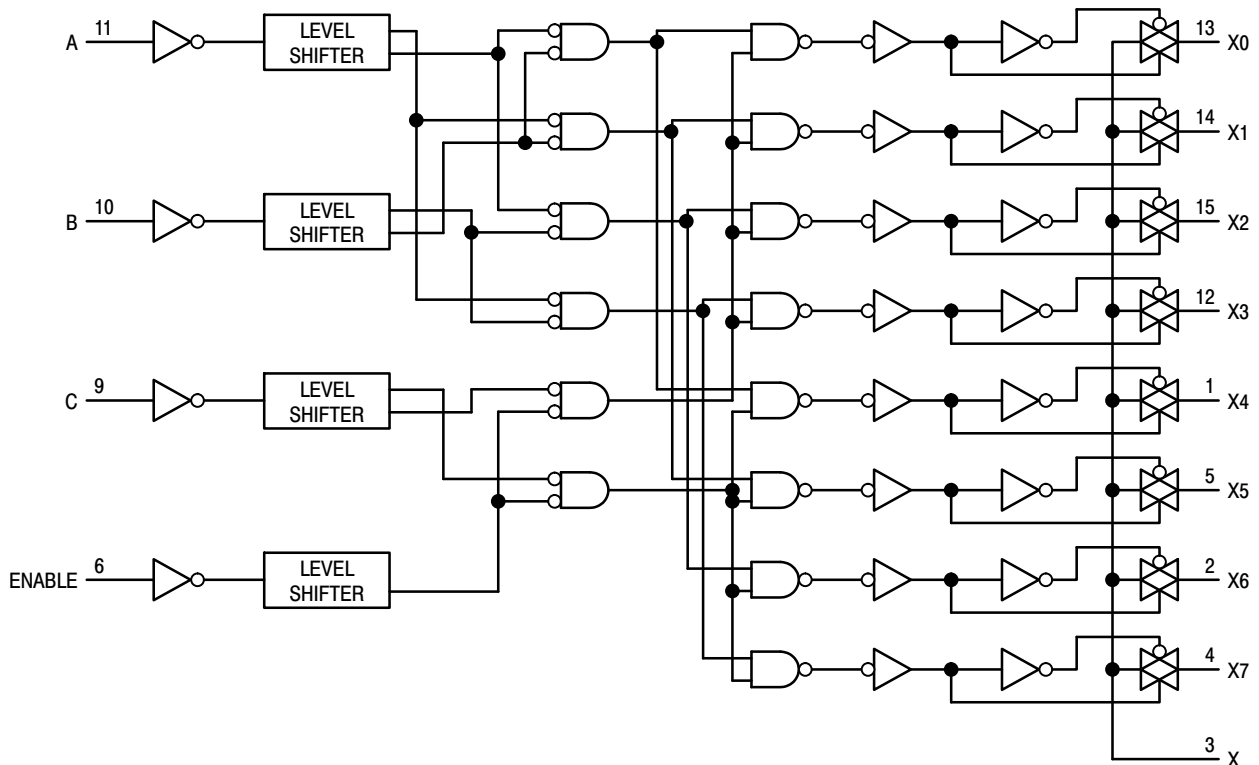 A 11 LEVEL SHIFTER 13 X0
14 X1
B 10 LEVEL SHIFTER 15 X2
12 X3
C 9 LEVEL SHIFTER 1 X4
5 X5
ENABLE 6 LEVEL SHIFTER 2 X6
4 X7
3 X